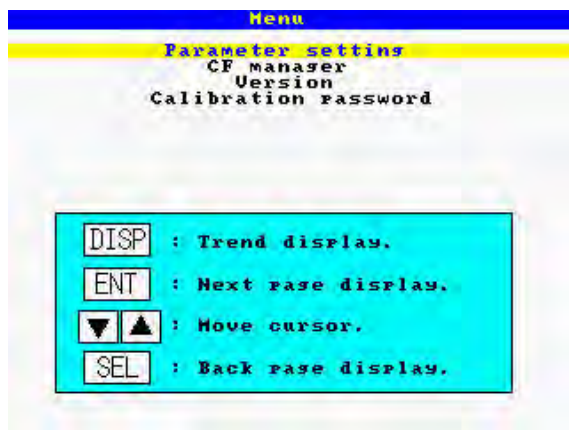 Menu
Parameter setting
CF manager
Version
Calibration password
DISP : Trend display.
ENT : Next page display.
▼ ▲ : Move cursor.
SEL : Back page display.